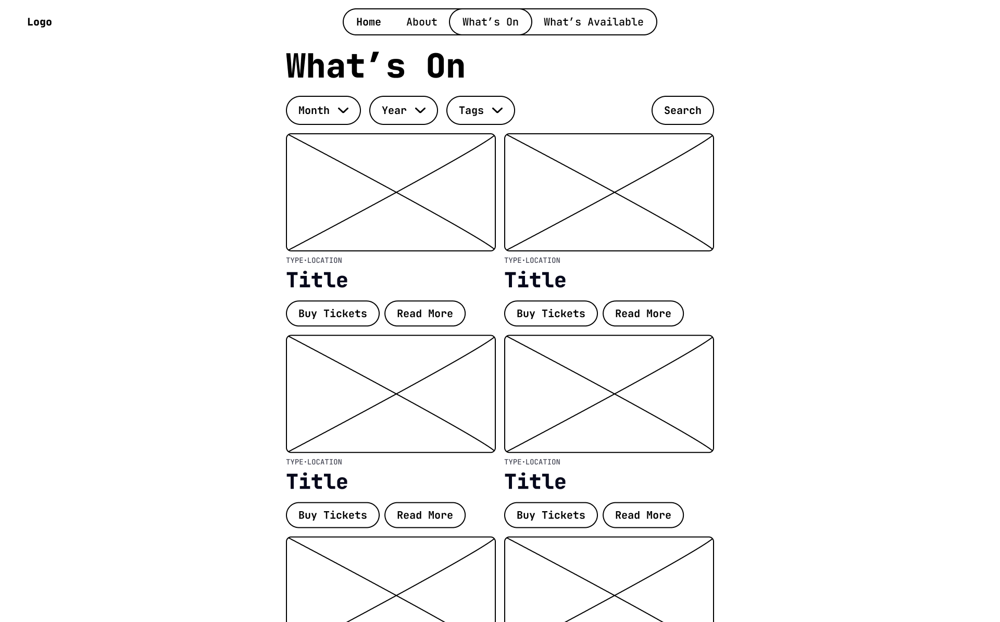 Logo
Home About What’s On What’s Available
What’s On
Month Year Tags Search
TYPE·LOCATION TYPE·LOCATION
Title Title
Buy Tickets Read More Buy Tickets Read More
TYPE·LOCATION TYPE·LOCATION
Title Title
Buy Tickets Read More Buy Tickets Read More